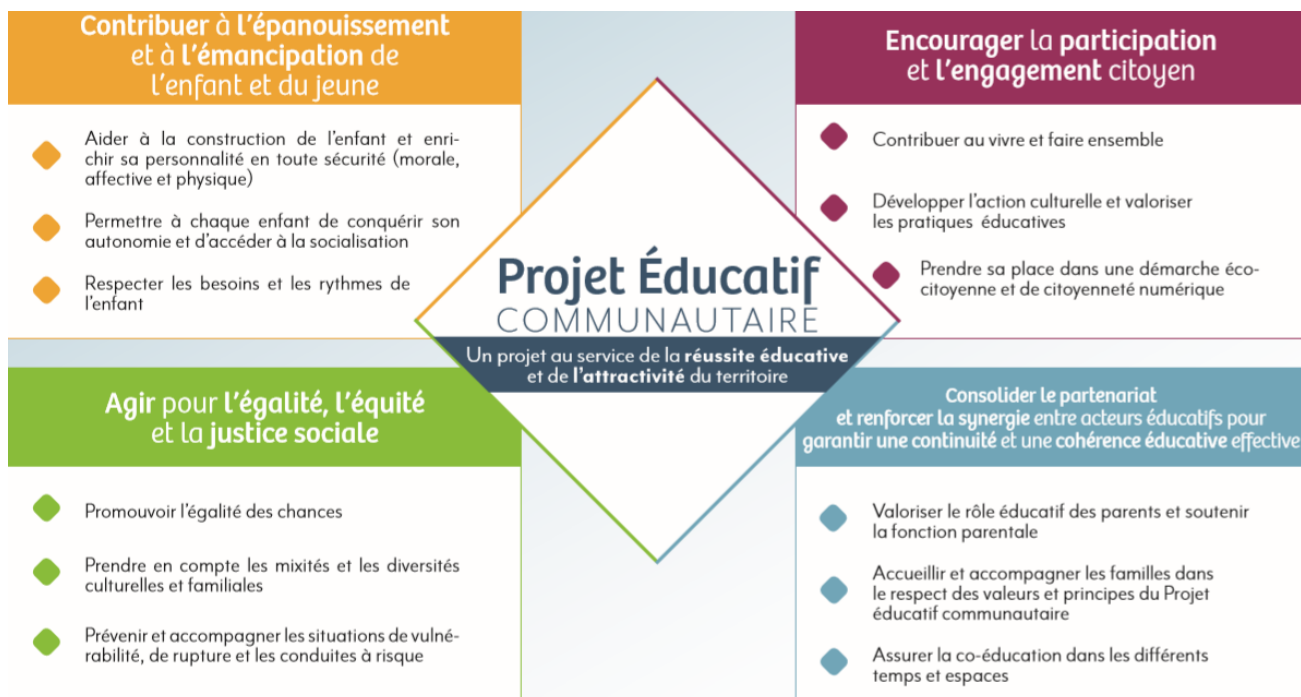 Contribuer à l'épanouissement
et à l'émancipation de
l'enfant et du jeune
Aider à la construction de l'enfant et enri-
chir sa personnalité en toute sécurité (morale,
affective et physique)
Permettre à chaque enfant de conquérir son
autonomie et d'accéder à la socialisation
Respecter les besoins et les rythmes de
l'enfant
Encourager la participation
et l'engagement citoyen
Contribuer au vivre et faire ensemble
Développer l'action culturelle et valoriser
les pratiques éducatives
Prendre sa place dans une démarche éco-
citoyenne et de citoyenneté numérique
Projet Éducatif
COMMUNAUTAIRE
Un projet au service de la réussite éducative
et de l'attractivité du territoire
Agir pour l'égalité, l'équité
et la justice sociale
Promouvoir l'égalité des chances
Prendre en compte les mixités et les diversités
culturelles et familiales
Prévenir et accompagner les situations de vulné-
rabilité, de rupture et les conduites à risque
Consolider le partenariat
et renforcer la synergie entre acteurs éducatifs pour
garantir une continuité et une cohérence éducative effective
Valoriser le rôle éducatif des parents et soutenir
la fonction parentale
Accueillir et accompagner les familles dans
le respect des valeurs et principes du Projet
éducatif communautaire
Assurer la co-éducation dans les différents
temps et espaces